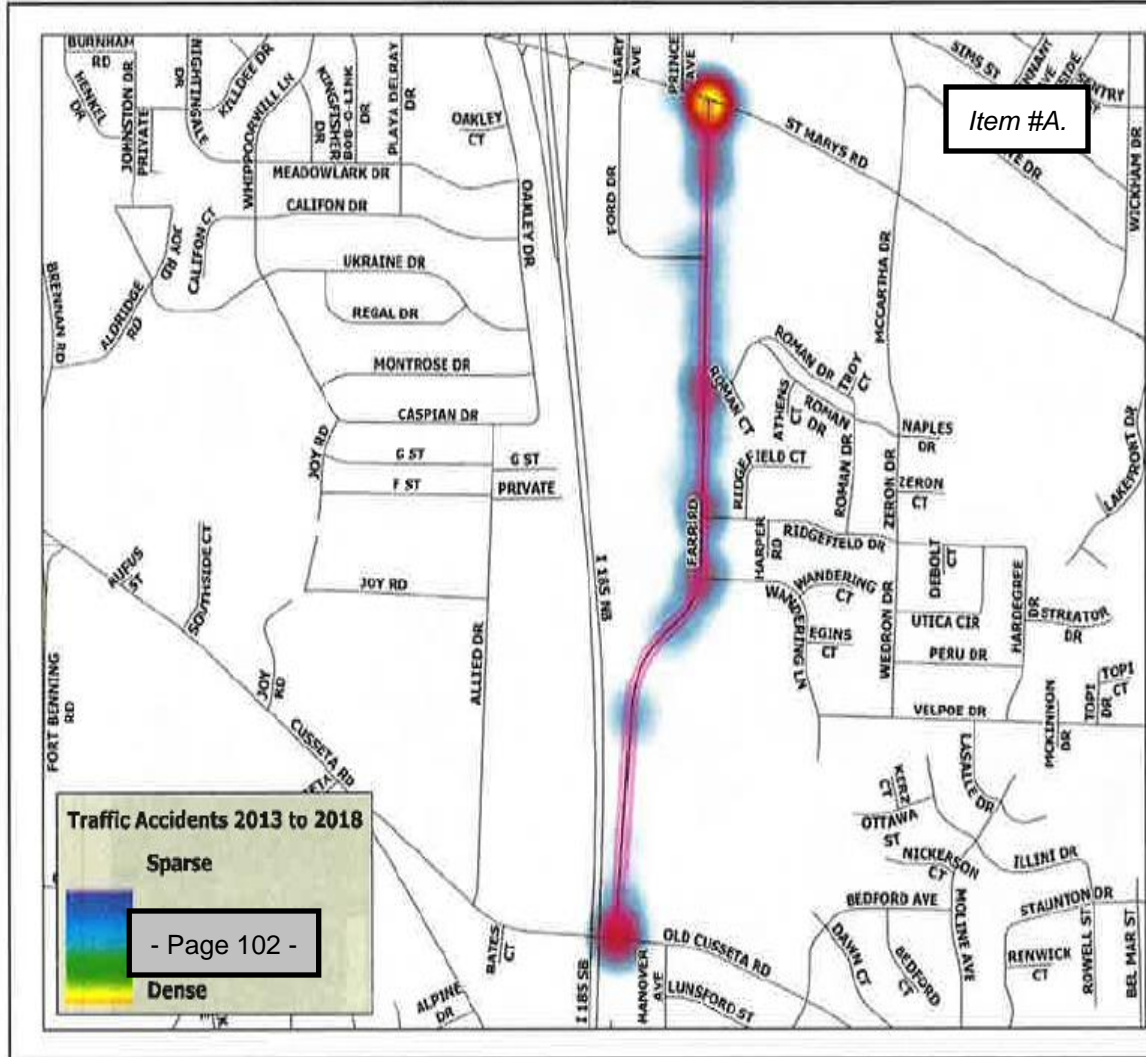 BURNHAM
RD
HENKEL
DR
JOHNSTON DR
PRIVATE
NIGHTINGALE
DR
KILLDEE DR
WHIPPOORWILL LN
KINGFISHER
DR
BOB-O-LINK
DR
PLAYA DELRAY
DR
OAKLEY
CT
LEARY
AVE
PRINCE
AVE
SIMS ST
SENTRY
CT
Item #A.
ST MARYS RD
WICKHAM DR
MEADOWLARK DR
CALIFON DR
CALIFON CT
JOY RD
OAKLEY DR
FORD DR
UKRAINE DR
REGAL DR
BRENNAN RD
ALDRIDGE
RD
MCCARTHA DR
MONTROSE DR
CASPIAN DR
ROMAN DR
TROY
CT
ROMAN CT
ATHENS
CT
ROMAN
DR
NAPLES
DR
LAKEFRONT DR
JOY RD
G ST
G ST
F ST
PRIVATE
RIDGEFIELD CT
ROMAN DR
ZERON DR
ZERON
CT
FARR RD
HARPER
RD
RIDGEFIELD DR
DEBOLT
CT
RUFUS
ST
SOUTHSIDE CT
JOY RD
I 185 NB
WANDERING
CT
WANDERING LN
EGINS
CT
WEDRON DR
UTICA CIR
HARDEGREE
DR
STREATOR
DR
PERU DR
FORT BENNING
RD
JOY
RD
ALLIED DR
CUSSETA RD
VELPOE DR
MCKINNON
DR
TOPI
DR
TOPI
CT
LASALLE DR
KERZ
CT
OTTAWA
ST
NICKERSON
CT
ILLINI DR
Traffic Accidents 2013 to 2018
Sparse
- Page 102 -
Dense
BEDFORD AVE
MOLINE AVE
STAUNTON DR
BATES
CT
OLD CUSSETA RD
DAWN CT
BEDFORD
CT
RENWICK
CT
ROWELL ST
BEL MAR ST
ALPINE
DR
I 185 SB
HANOVER
AVE
LUNSFORD ST